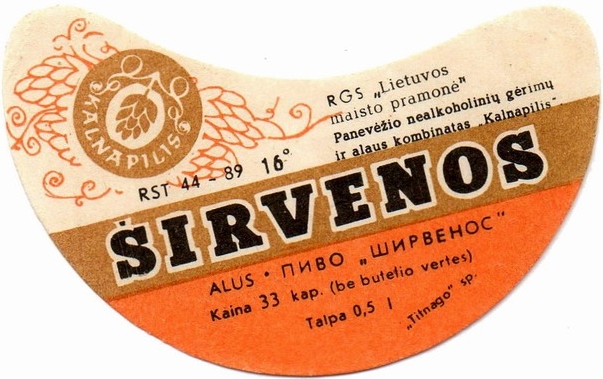 KALNAPILIS
RGS „Lietuvos
maisto pramonė"
Panevėžio nealkoholinių gėrimų
ir alaus kombinatas „Kalnapilis"
RST 44 - 89 16°
ŠIRVENOS
ALUS • ПИВО „ШИРВЕНОС"
Kaina 33 kap. (be butelio vertės)
Talpa 0,5 l
„Titnago" sp.